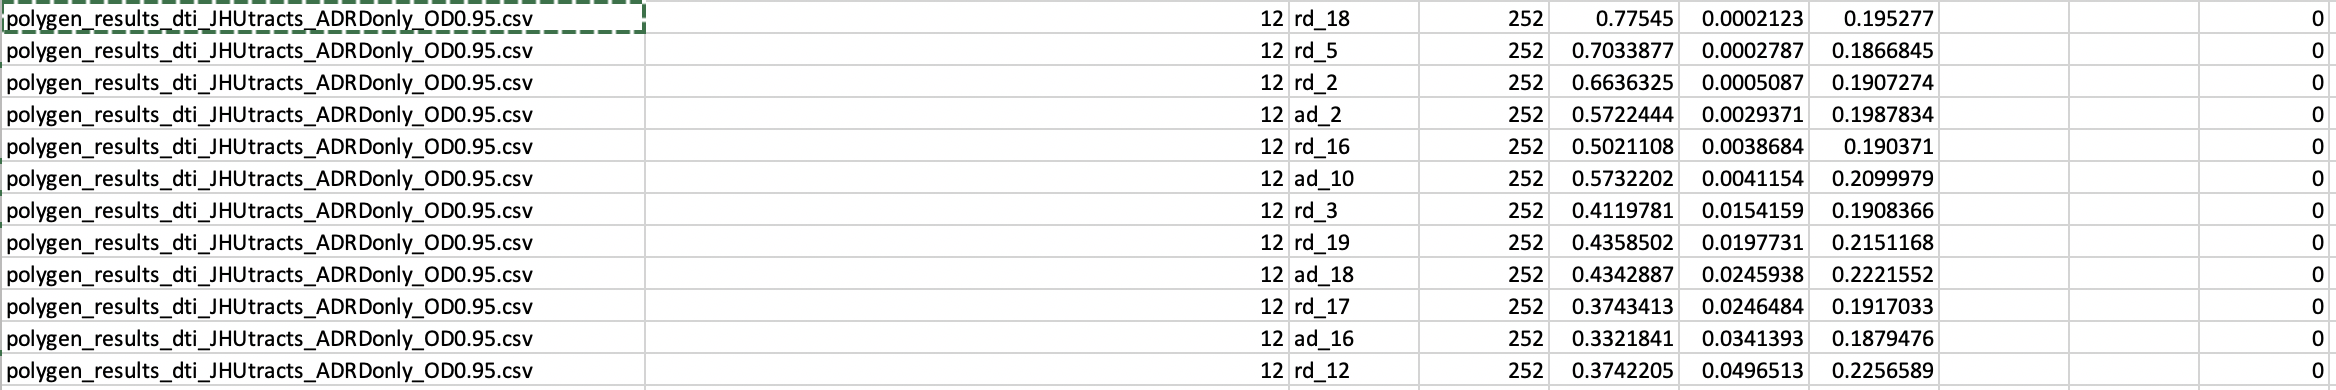 polygen_results_dti_JHUtracts_ADRDonly_OD0.95.csv 12 rd_18 252 0.77545 0.0002123 0.195277 0
polygen_results_dti_JHUtracts_ADRDonly_OD0.95.csv 12 rd_5 252 0.7033877 0.0002787 0.1866845 0
polygen_results_dti_JHUtracts_ADRDonly_OD0.95.csv 12 rd_2 252 0.6636325 0.0005087 0.1907274 0
polygen_results_dti_JHUtracts_ADRDonly_OD0.95.csv 12 ad_2 252 0.5722444 0.0029371 0.1987834 0
polygen_results_dti_JHUtracts_ADRDonly_OD0.95.csv 12 rd_16 252 0.5021108 0.0038684 0.190371 0
polygen_results_dti_JHUtracts_ADRDonly_OD0.95.csv 12 ad_10 252 0.5732202 0.0041154 0.2099979 0
polygen_results_dti_JHUtracts_ADRDonly_OD0.95.csv 12 rd_3 252 0.4119781 0.0154159 0.1908366 0
polygen_results_dti_JHUtracts_ADRDonly_OD0.95.csv 12 rd_19 252 0.4358502 0.0197731 0.2151168 0
polygen_results_dti_JHUtracts_ADRDonly_OD0.95.csv 12 ad_18 252 0.4342887 0.0245938 0.2221552 0
polygen_results_dti_JHUtracts_ADRDonly_OD0.95.csv 12 rd_17 252 0.3743413 0.0246484 0.1917033 0
polygen_results_dti_JHUtracts_ADRDonly_OD0.95.csv 12 ad_16 252 0.3321841 0.0341393 0.1879476 0
polygen_results_dti_JHUtracts_ADRDonly_OD0.95.csv 12 rd_12 252 0.3742205 0.0496513 0.2256589 0